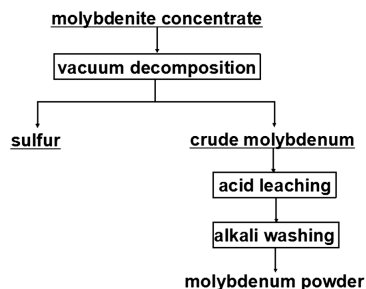 molybdenite concentrate
vacuum decomposition
sulfur
crude molybdenum
acid leaching
alkali washing
molybdenum powder